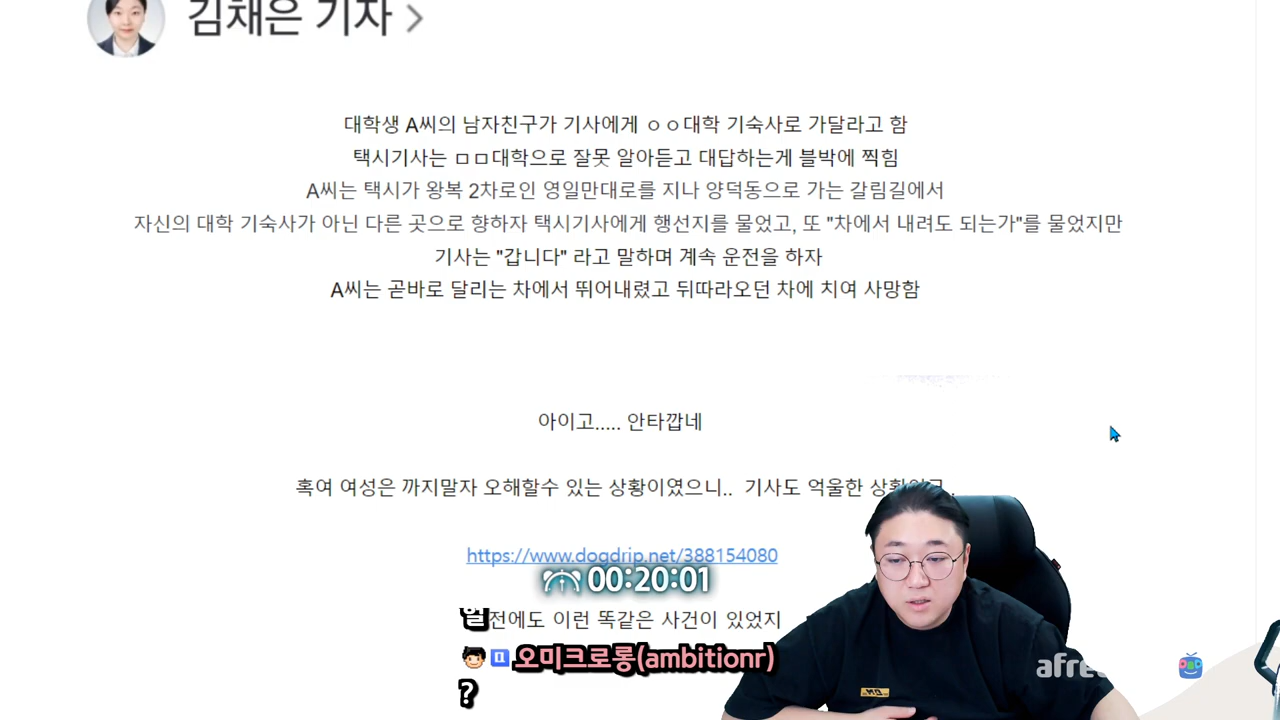 김채은 기자 >
대학생 A씨의 남자친구가 기사에게 ㅇㅇ대학 기숙사로 가달라고 함
택시기사는 ㅁㅁ대학으로 잘못 알아듣고 대답하는게 블박에 찍힘
A씨는 택시가 왕복 2차로인 영일만대로를 지나 양덕동으로 가는 갈림길에서
자신의 대학 기숙사가 아닌 다른 곳으로 향하자 택시기사에게 행선지를 물었고, 또 "차에서 내려도 되는가"를 물었지만
기사는 "갑니다" 라고 말하며 계속 운전을 하자
A씨는 곧바로 달리는 차에서 뛰어내렸고 뒤따라오던 차에 치여 사망함
아이고..... 안타깝네
혹여 여성은 까지말자 오해할수 있는 상황이였으니.. 기사도 억울한
https://www.dogdrip.net/388154080
00:20:01
헐
전에도 이런 똑같은 사건이 있었지
오미크로롱(ambitionr)
?
afre